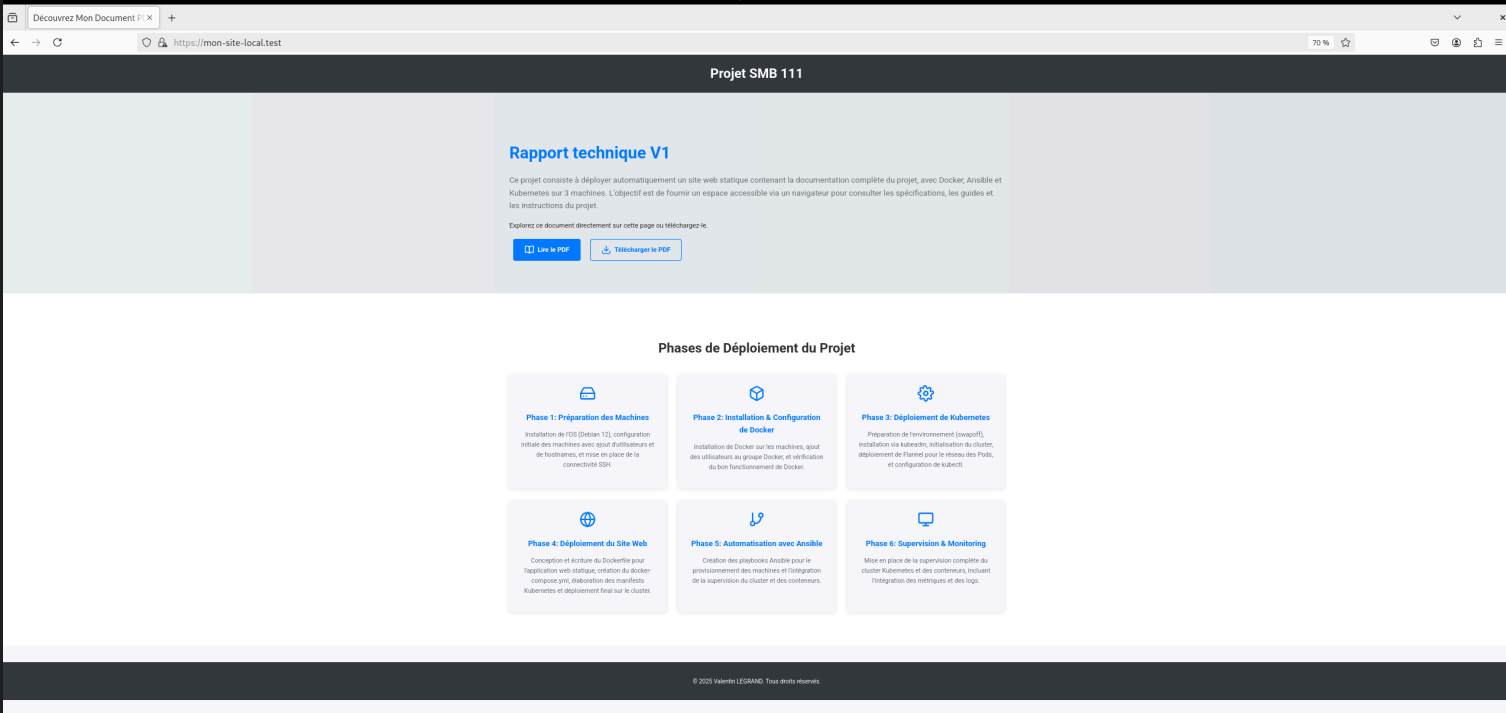 Découvrez Mon Document P
https://mon-site-local.test
70 %
Projet SMB 111
Rapport technique V1
Ce projet consiste à déployer automatiquement un site web statique contenant la documentation complète du projet, avec Docker, Ansible et
Kubernetes sur 3 machines. L'objectif est de fournir un espace accessible via un navigateur pour consulter les spécifications, les guides et
les instructions du projet.
Explorez ce document directement sur cette page ou téléchargez-le.
Lire le PDF
Télécharger le PDF
Phases de Déploiement du Projet
Phase 1: Préparation des Machines
Installation de l'OS (Debian 12), configuration
initiale des machines avec ajout d'utilisateurs et
de hostnames, et mise en place de la
connectivité SSH.
Phase 2: Installation & Configuration
de Docker
Installation de Docker sur les machines, ajout
des utilisateurs au groupe Docker, et vérification
du bon fonctionnement de Docker.
Phase 3: Déploiement de Kubernetes
Préparation de l'environnement (swapoff),
installation via kubeadm, initialisation du cluster,
déploiement de Flannel pour le réseau des Pods,
et configuration de kubectl.
Phase 4: Déploiement du Site Web
Conception et écriture du Dockerfile pour
l'application web statique, création du docker-
compose.yml, élaboration des manifests
Kubernetes et déploiement final sur le cluster.
Phase 5: Automatisation avec Ansible
Création des playbooks Ansible pour le
provisionnement des machines et l'intégration
de la supervision du cluster et des conteneurs.
Phase 6: Supervision & Monitoring
Mise en place de la supervision complète du
cluster Kubernetes et des conteneurs, incluant
l'intégration des métriques et des logs.
© 2025 Valentin LEGRAND. Tous droits réservés.